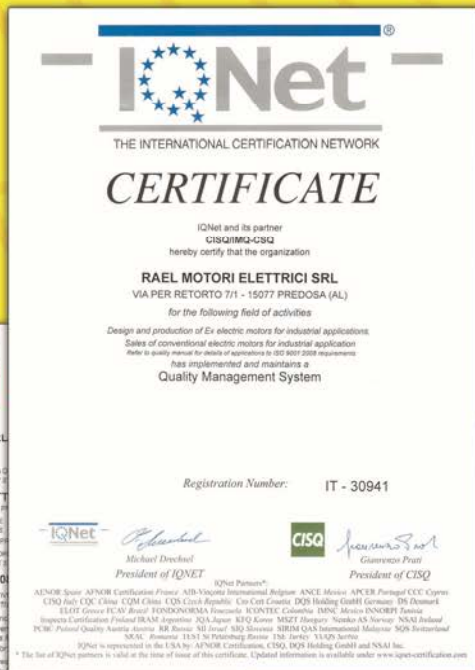 IQNet
®
THE INTERNATIONAL CERTIFICATION NETWORK
CERTIFICATE
IQNet and its partner
CISQ/IMQ-CSQ
hereby certify that the organization
RAEL MOTORI ELETTRICI SRL
VIA PER RETORTO 7/1 - 15077 PREDOSA (AL)
for the following field of activities
Design and production of Ex electric motors for industrial applications.
Sales of conventional electric motors for industrial application
Refer to quality manual for details of applications to ISO 9001:2008 requirements
has implemented and maintains a
Quality Management System
Registration Number: IT - 30941
IQNet
CISQ
Michael Drechsel
Gianrenzo Prati
President of IQNET
President of CISQ
IQNet Partners*:
AENOR Spain AFNOR Certification France AIB-Vinçotte International Belgium ANCE Mexico APCER Portugal CCC Cyprus
CISQ Italy CQC China CQM China CQS Czech Republic Cro Cert Croatia DQS Holding GmbH Germany DS Denmark
ELOT Greece FCAV Brazil FONDONORMA Venezuela ICONTEC Colombia IMNC Mexico INNORPI Tunisia
Inspecta Certification Finland IRAM Argentina JQA Japan KFQ Korea MSZT Hungary Nemko AS Norway NSAI Ireland
PCBC Poland Quality Austria Austria RR Russia SII Israel SIQ Slovenia SIRIM QAS International Malaysia SQS Switzerland
SRAC Romania TEST St Petersburg Russia TSE Turkey YUQS Serbia
IQNet is represented in the USA by: AFNOR Certification, CISQ, DQS Holding GmbH and NSAI Inc.
* The list of IQNet partners is valid at the time of issue of this certificate. Updated information is available under www.iqnet-certification.com